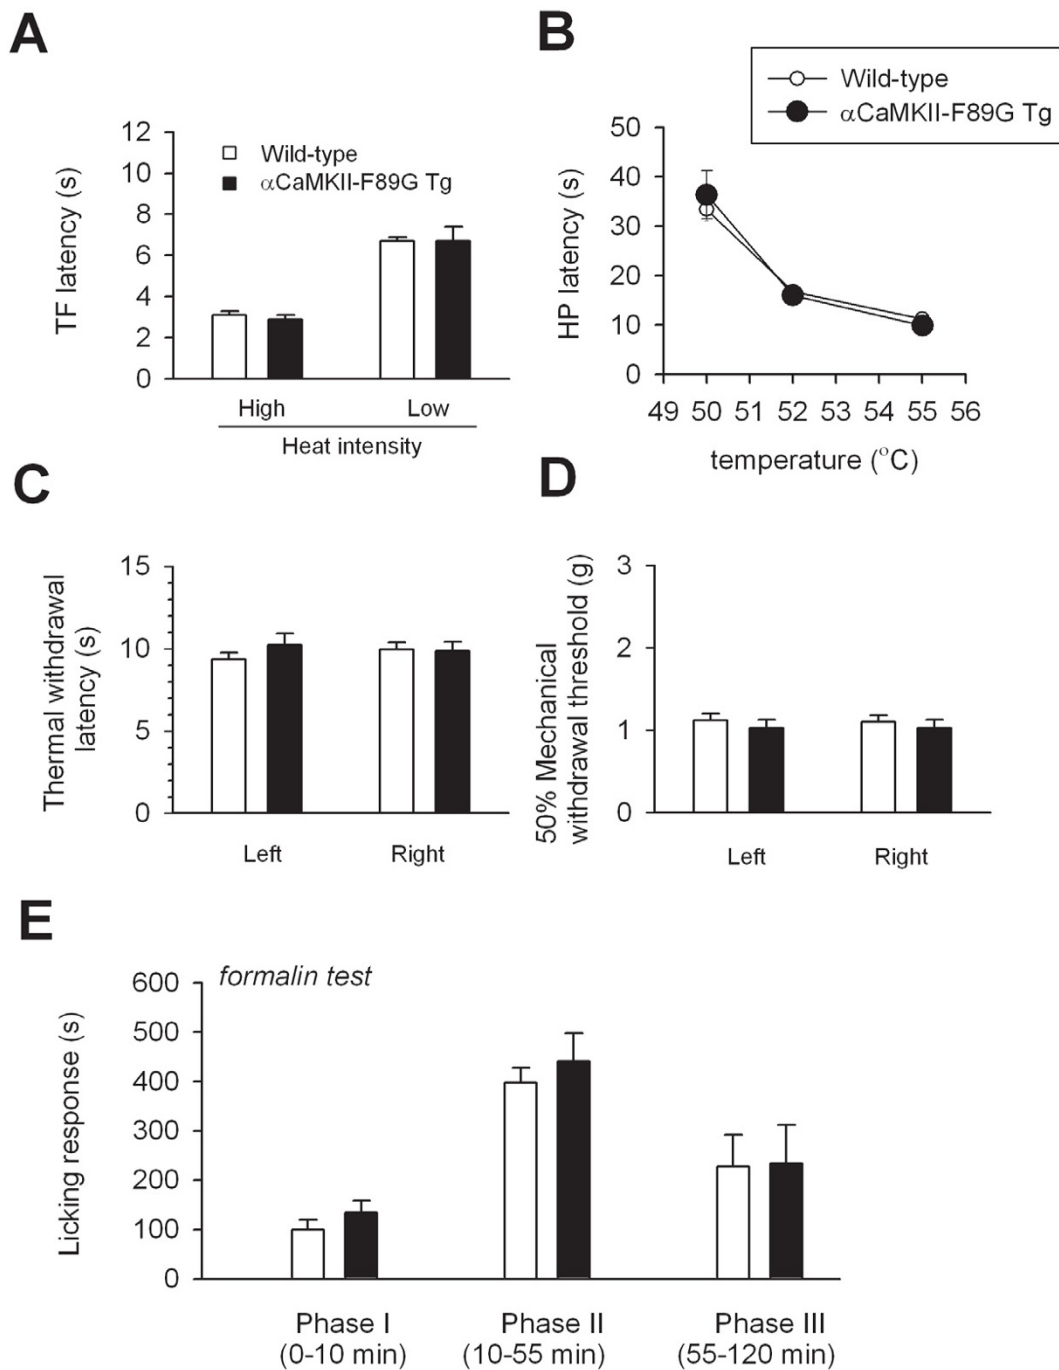 A
12
10
8
6
4
2
0
TF latency (s)
Wild-type
αCaMKII-F89G Tg
High
Low
Heat intensity
B
Wild-type
αCaMKII-F89G Tg
50
40
30
20
10
0
HP latency (s)
49 50 51 52 53 54 55 56
temperature (°C)
C
15
10
5
0
Thermal withdrawal
latency (s)
Left
Right
D
3
2
1
0
50% Mechanical
withdrawal threshold (g)
Left
Right
E
formalin test
600
500
400
300
200
100
0
Licking response (s)
Phase I
(0-10 min)
Phase II
(10-55 min)
Phase III
(55-120 min)